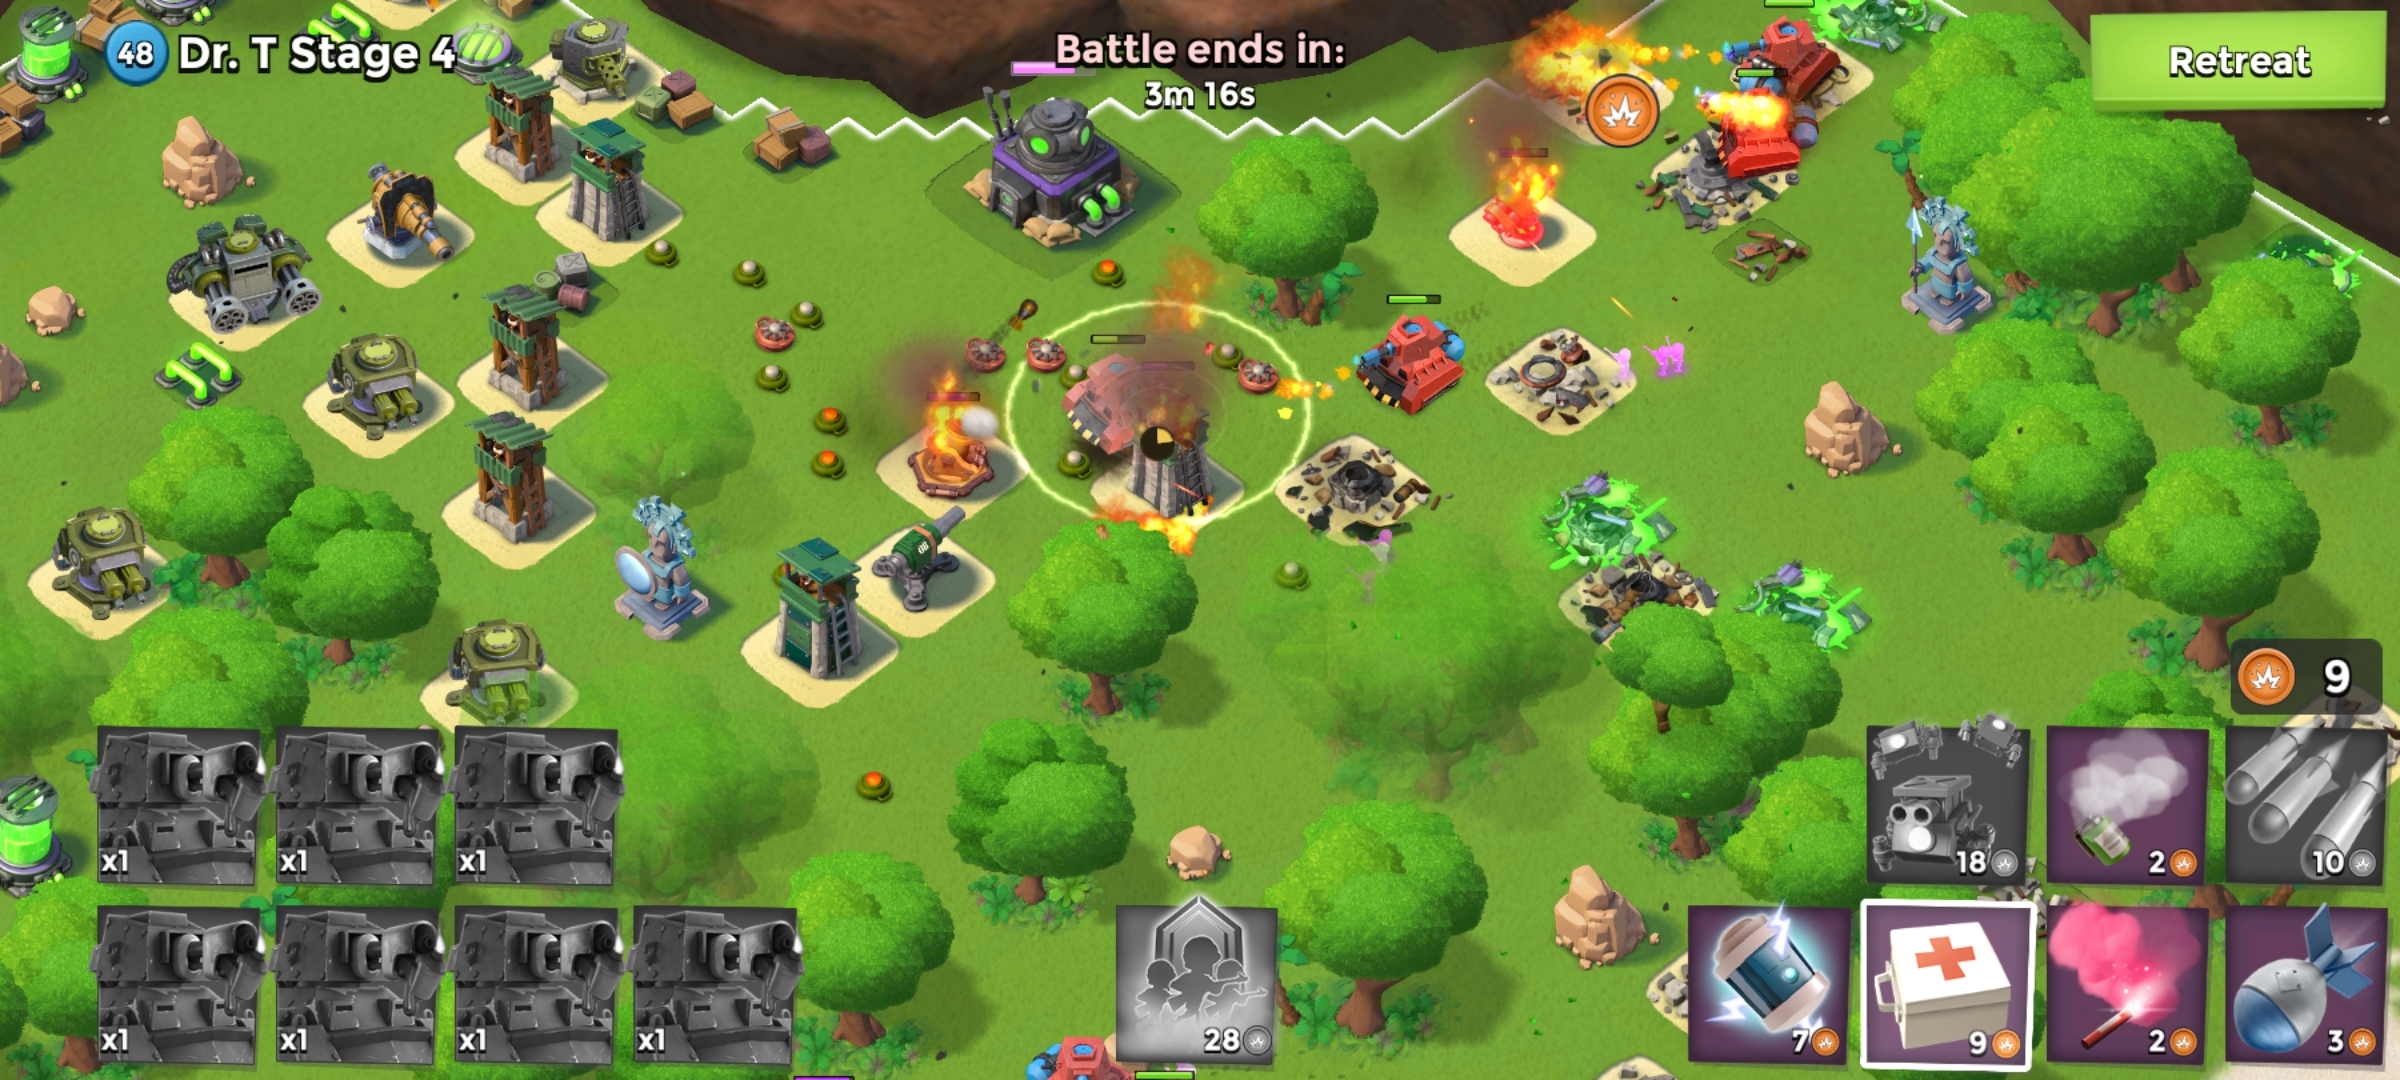 48 Dr. T Stage 4
Battle ends in:
3m 16s
Retreat
9
x1 x1 x1
18 2 10
x1 x1 x1 x1
28
7 9 2 3